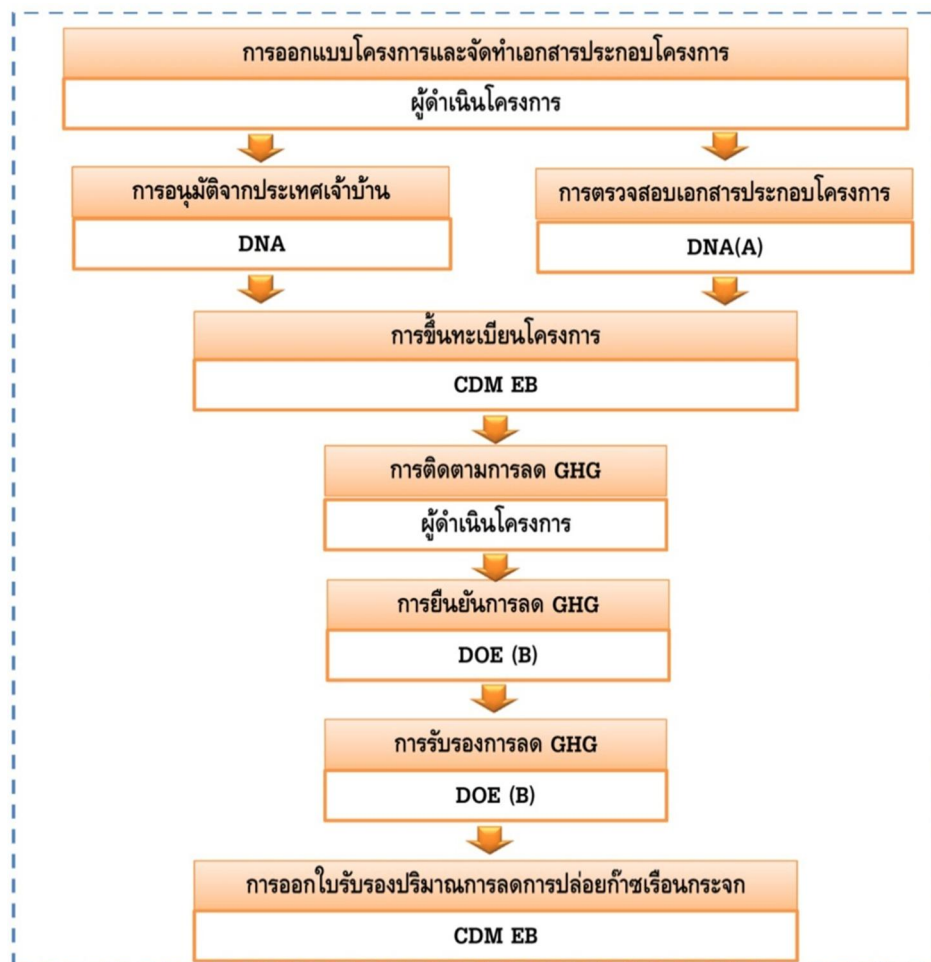 การออกแบบโครงการและจัดทำเอกสารประกอบโครงการ
ผู้ดำเนินโครงการ
การอนุมัติจากประเทศเจ้าบ้าน
DNA
การตรวจสอบเอกสารประกอบโครงการ
DNA(A)
การขึ้นทะเบียนโครงการ
CDM EB
การติดตามการลด GHG
ผู้ดำเนินโครงการ
การยืนยันการลด GHG
DOE (B)
การรับรองการลด GHG
DOE (B)
การออกใบรับรองปริมาณการลดการปล่อยก๊าซเรือนกระจก
CDM EB